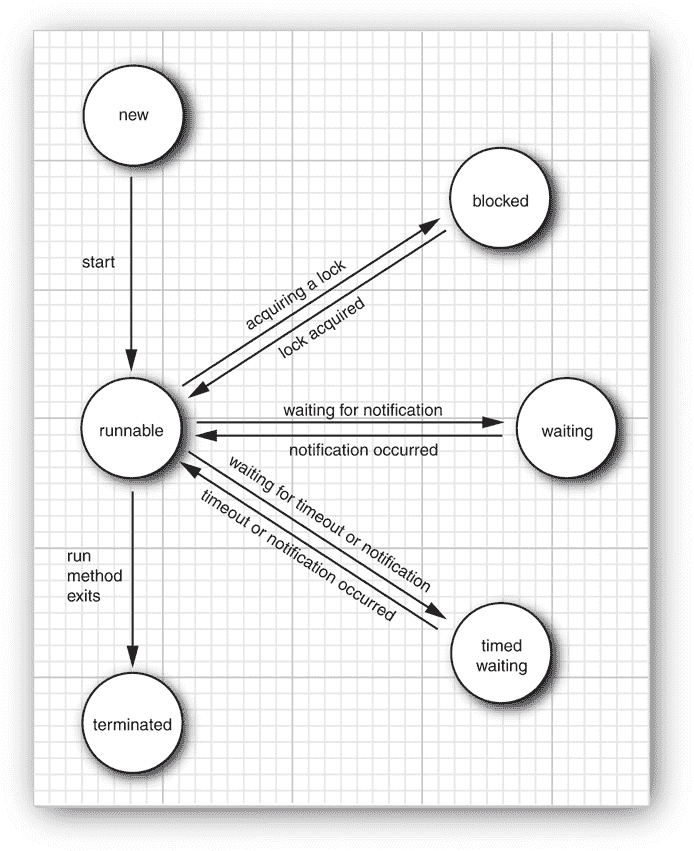 new
blocked
start
acquiring a lock
lock acquired
runnable
waiting for notification
waiting
notification occurred
waiting for timeout or notification
timeout or notification occurred
run
method
exits
timed
waiting
terminated